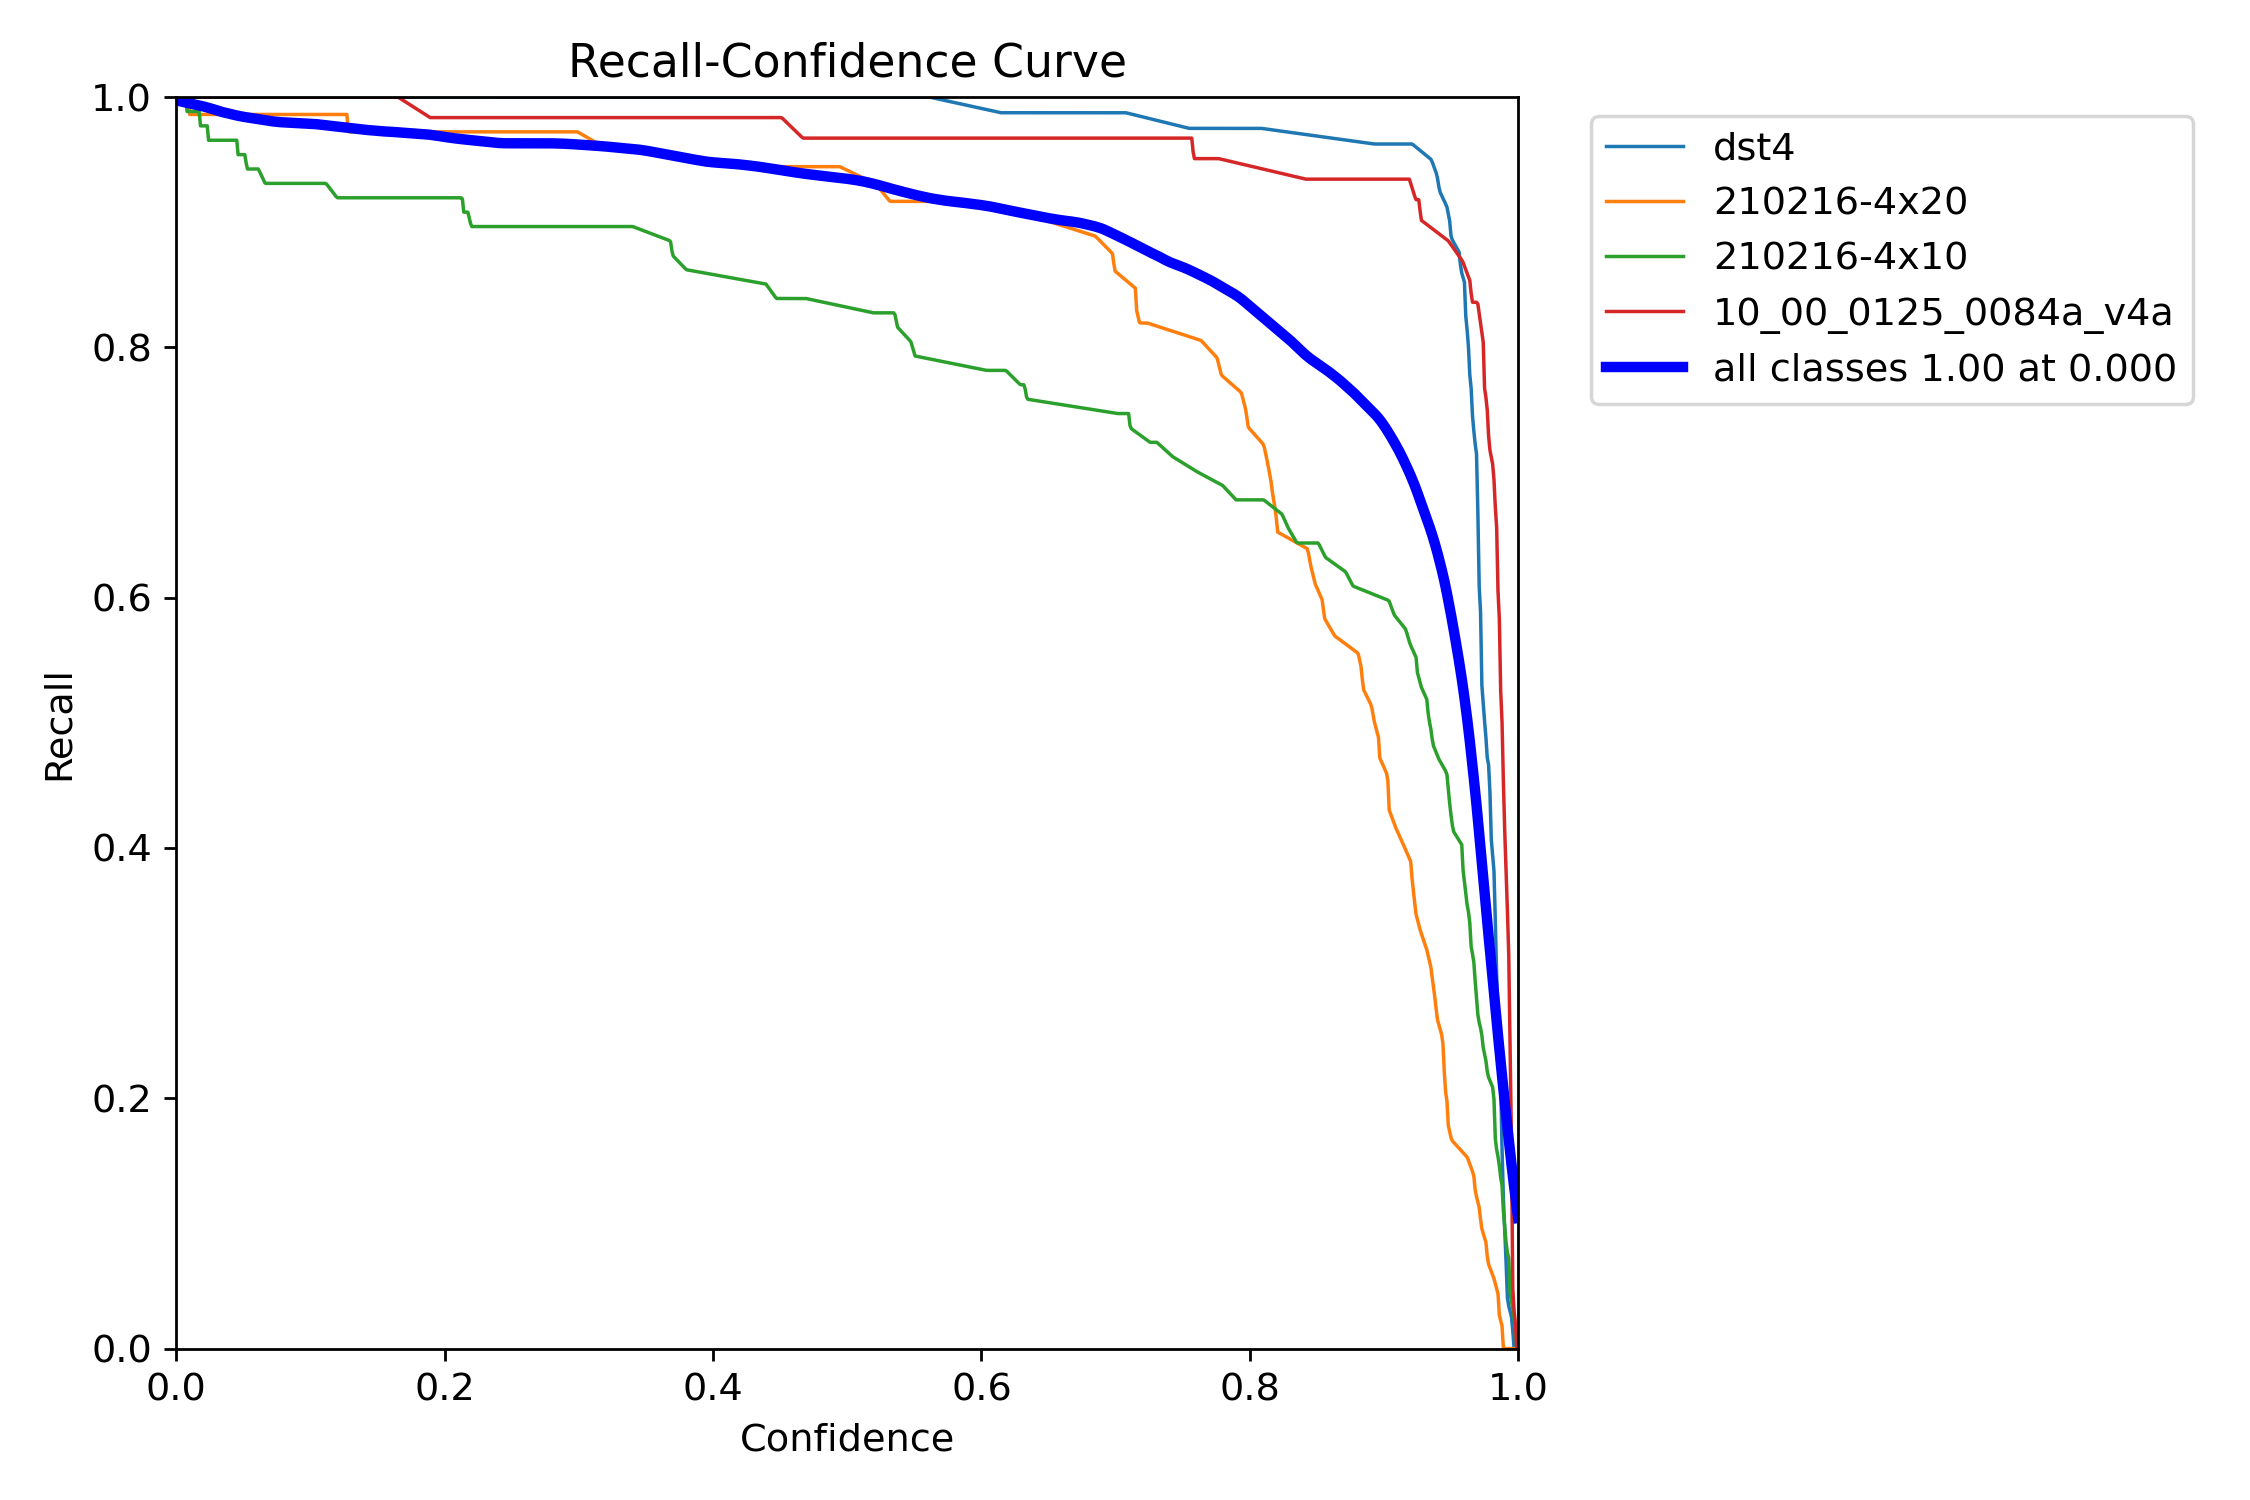 Recall-Confidence Curve
1.0
0.8
0.6
0.4
0.2
0.0
Recall
0.0 0.2 0.4 0.6 0.8 1.0
Confidence
dst4
210216-4x20
210216-4x10
10_00_0125_0084a_v4a
all classes 1.00 at 0.000